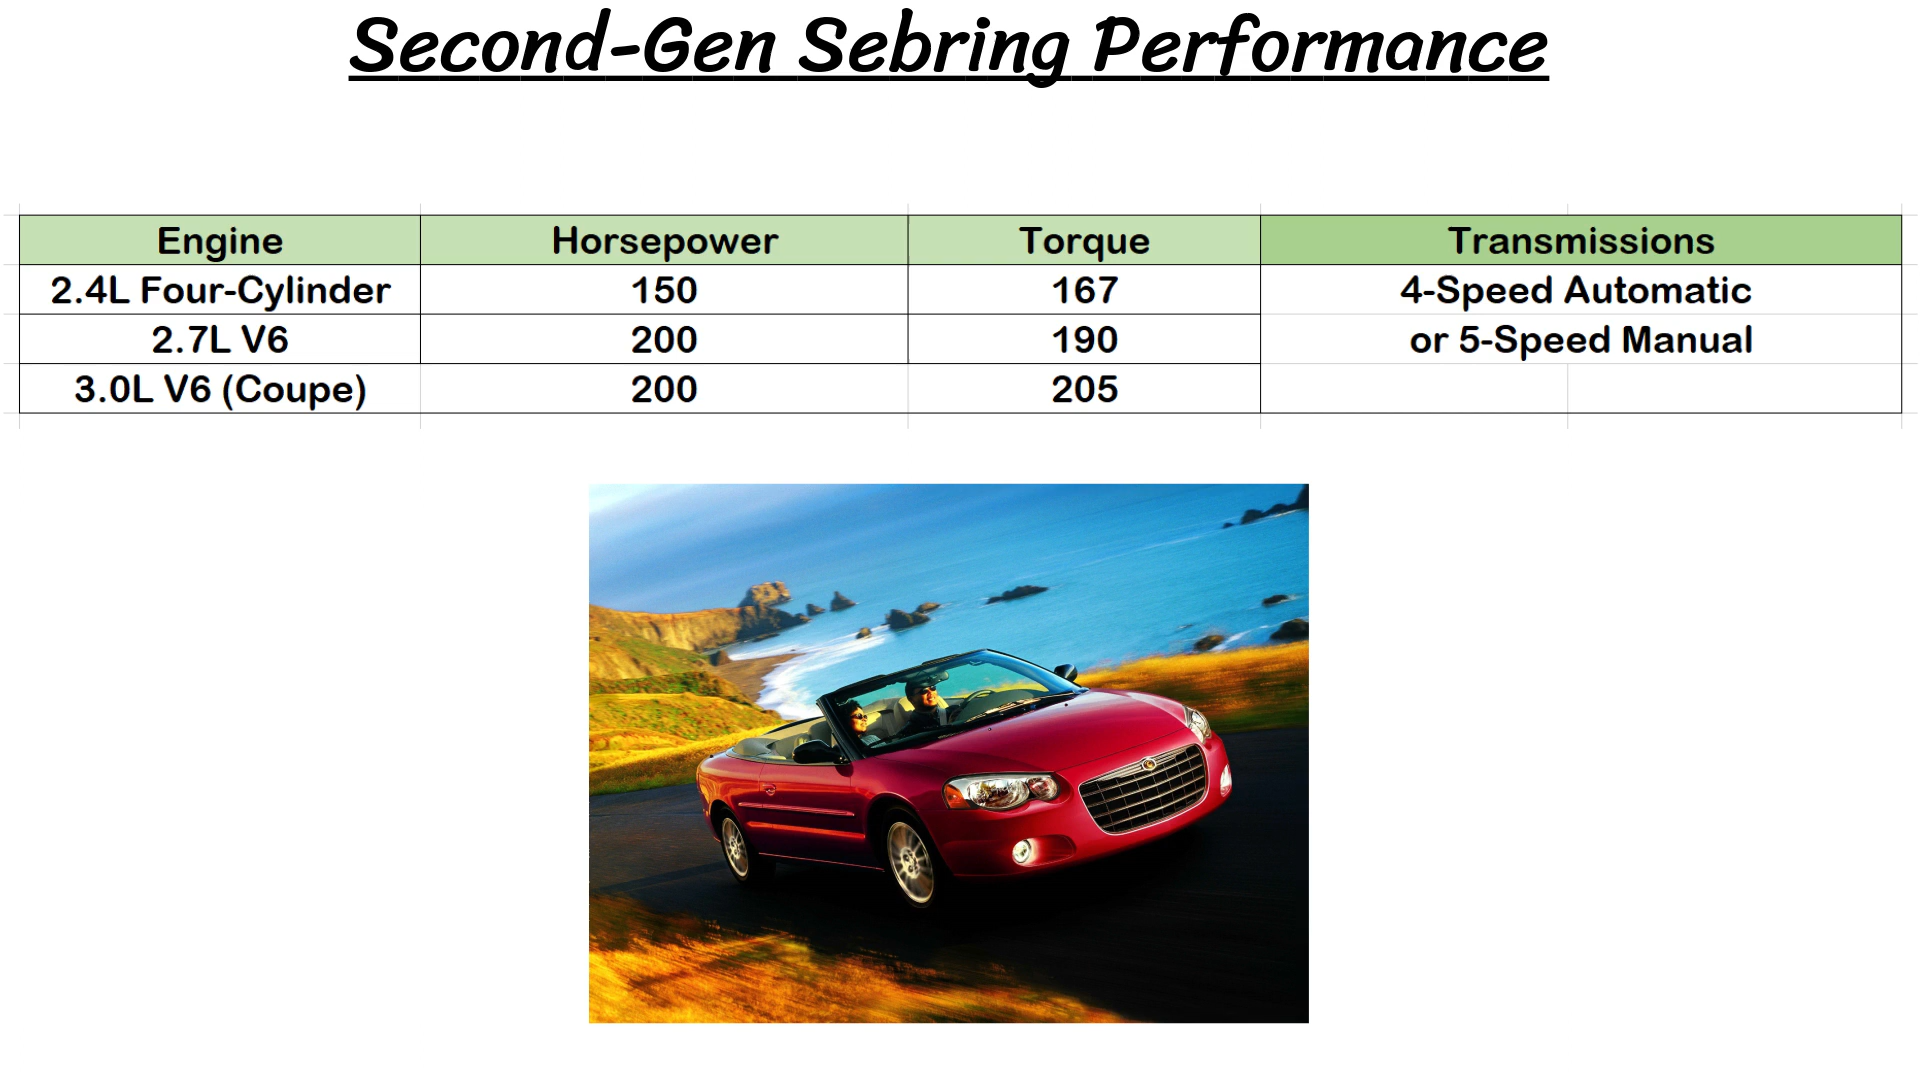 Second-Gen Sebring Performance
Engine Horsepower Torque Transmissions
2.4L Four-Cylinder 150 167 4-Speed Automatic
2.7L V6 200 190 or 5-Speed Manual
3.0L V6 (Coupe) 200 205